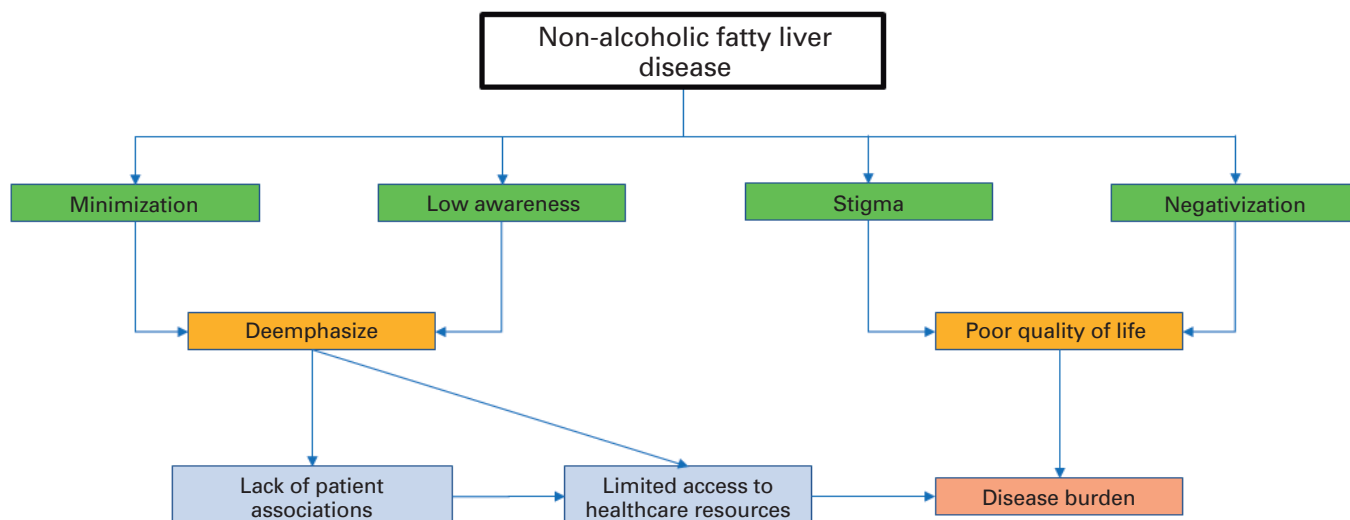 Non-alcoholic fatty liver
disease
Minimization
Low awareness
Stigma
Negativization
Deemphasize
Poor quality of life
Lack of patient
associations
Limited access to
healthcare resources
Disease burden